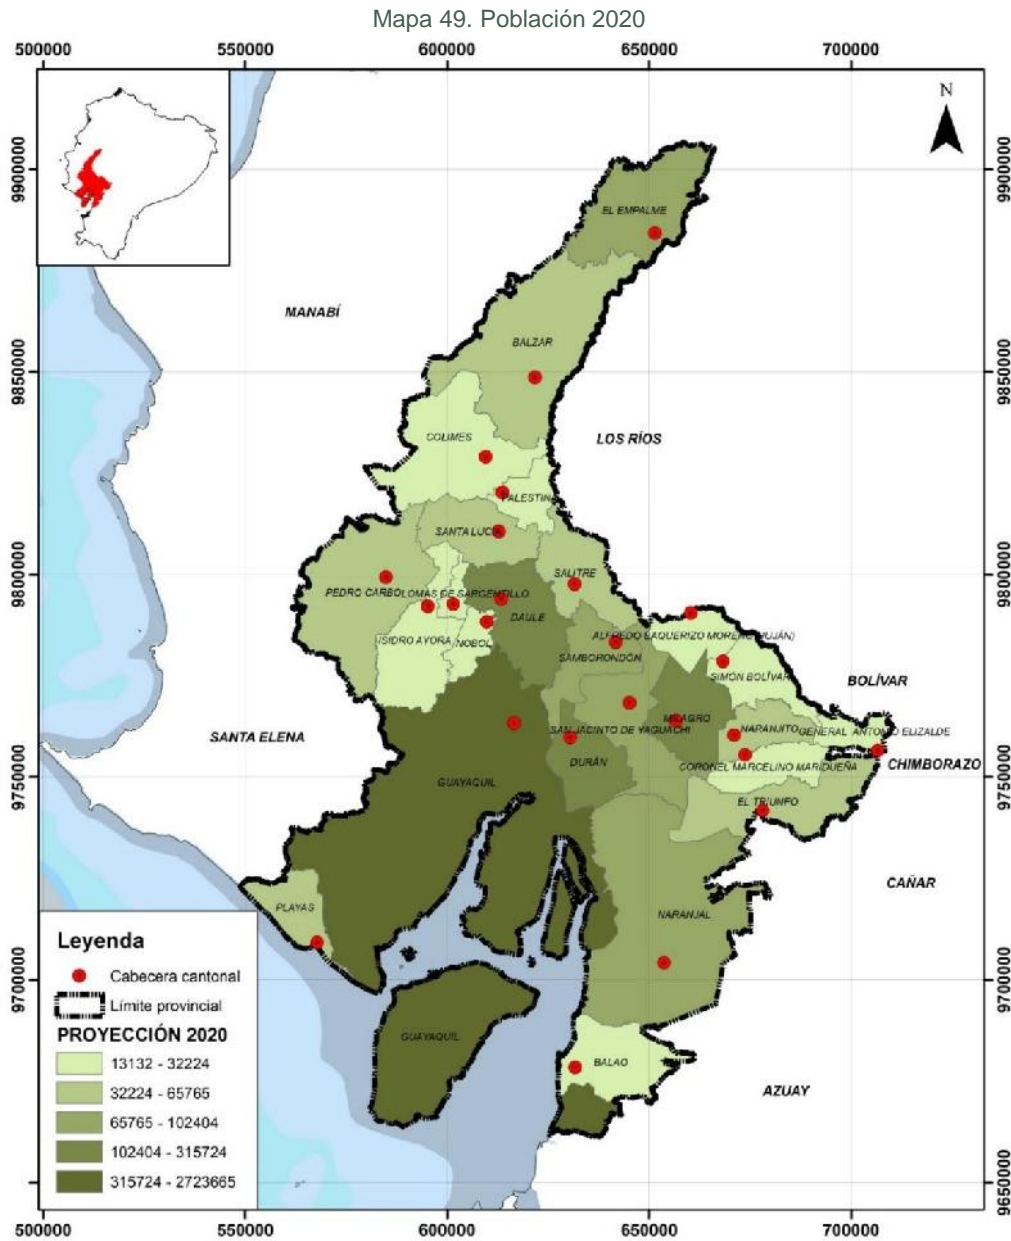 Mapa 49. Población 2020
500000 550000 600000 650000 700000
N
9900000 9900000
EL EMPALME
MANABÍ
BALZAR
9850000 9850000
COLIMES
LOS RÍOS
PALESTINA
SANTA LUCIA
9800000 9800000
SALITRE
PEDRO CARBO
LOMAS DE SARGENTILLO
DAULE
ISIDRO AYORA
NOBOL
ALFREDO BAQUERIZO MORENO (JUJÁN)
SAMBORONDÓN
SIMÓN BOLÍVAR
BOLÍVAR
MILAGRO
SANTA ELENA
SAN JACINTO DE YAGUACHI
NARANJITO
GENERAL ANTONIO ELIZALDE
DURÁN
CORONEL MARCELINO MARIDUEÑA
CHIMBORAZO
9750000 9750000
GUAYAQUIL
EL TRIUNFO
CAÑAR
PLAYAS
NARANJAL
Leyenda
Cabecera cantonal
9700000 9700000
Límite provincial
PROYECCIÓN 2020
GUAYAQUIL
13132 - 32224
BALAO
32224 - 65765
AZUAY
65765 - 102404
102404 - 315724
315724 - 2723665
9650000 9650000
500000 550000 600000 650000 700000